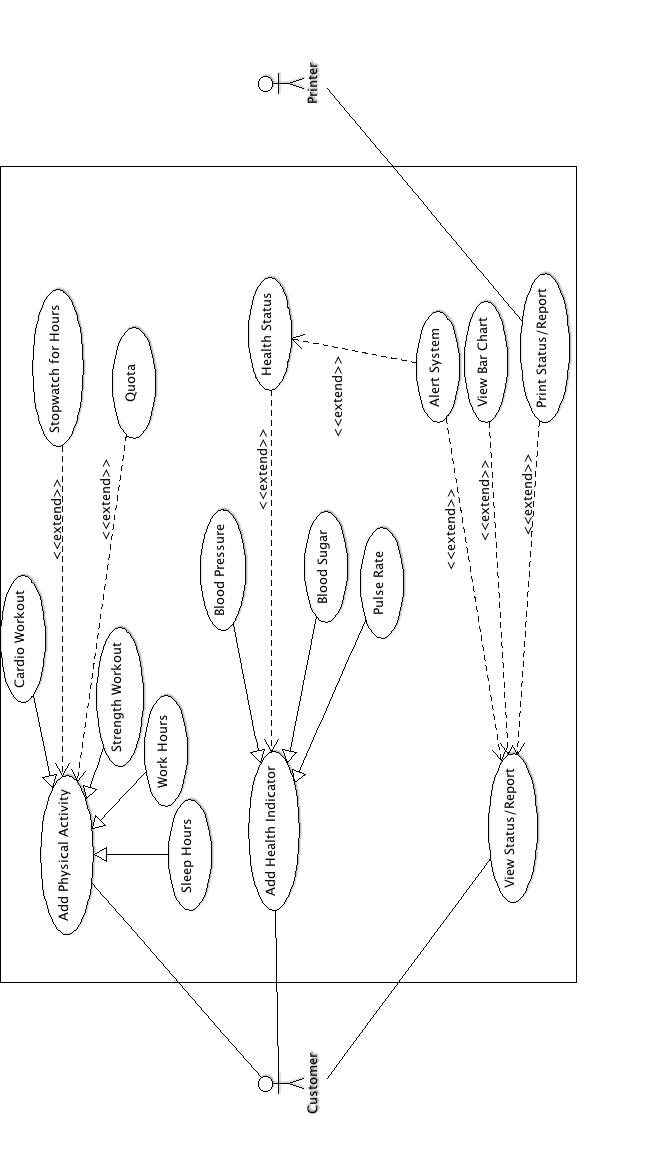 Cardio Workout
Stopwatch for Hours
<<extend>>
Add Physical Activity
Quota
<<extend>>
Strength Workout
Work Hours
Sleep Hours
Blood Pressure
Health Status
<<extend>>
Add Health Indicator
Customer
Printer
Blood Sugar
<<extend>>
Pulse Rate
Alert System
<<extend>>
View Bar Chart
<<extend>>
View Status/Report
Print Status/Report
<<extend>>